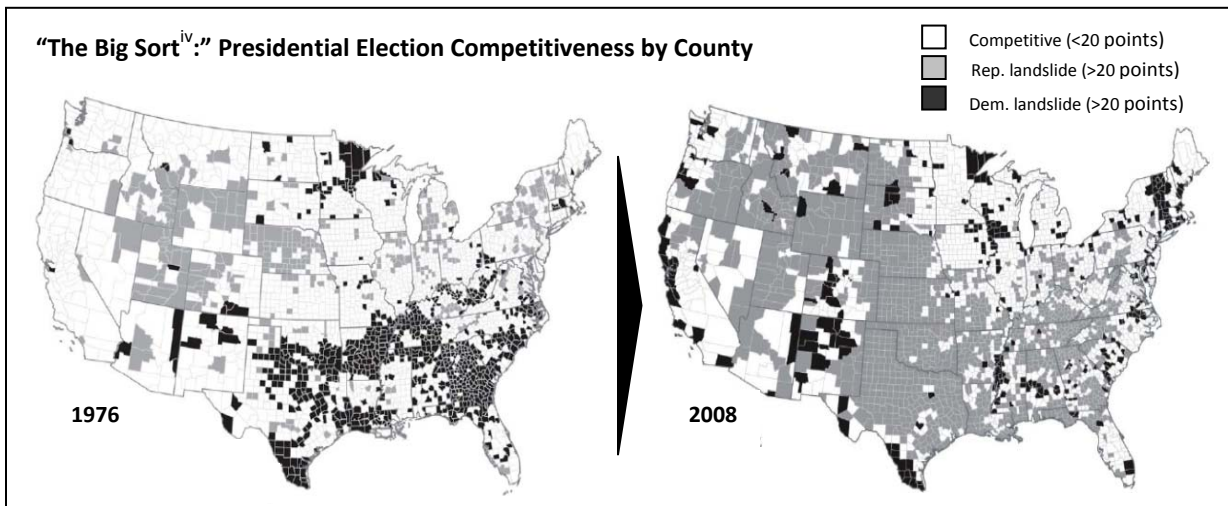 “The Big Sort^iv:” Presidential Election Competitiveness by County
Competitive (<20 points)
Rep. landslide (>20 points)
Dem. landslide (>20 points)
1976
2008